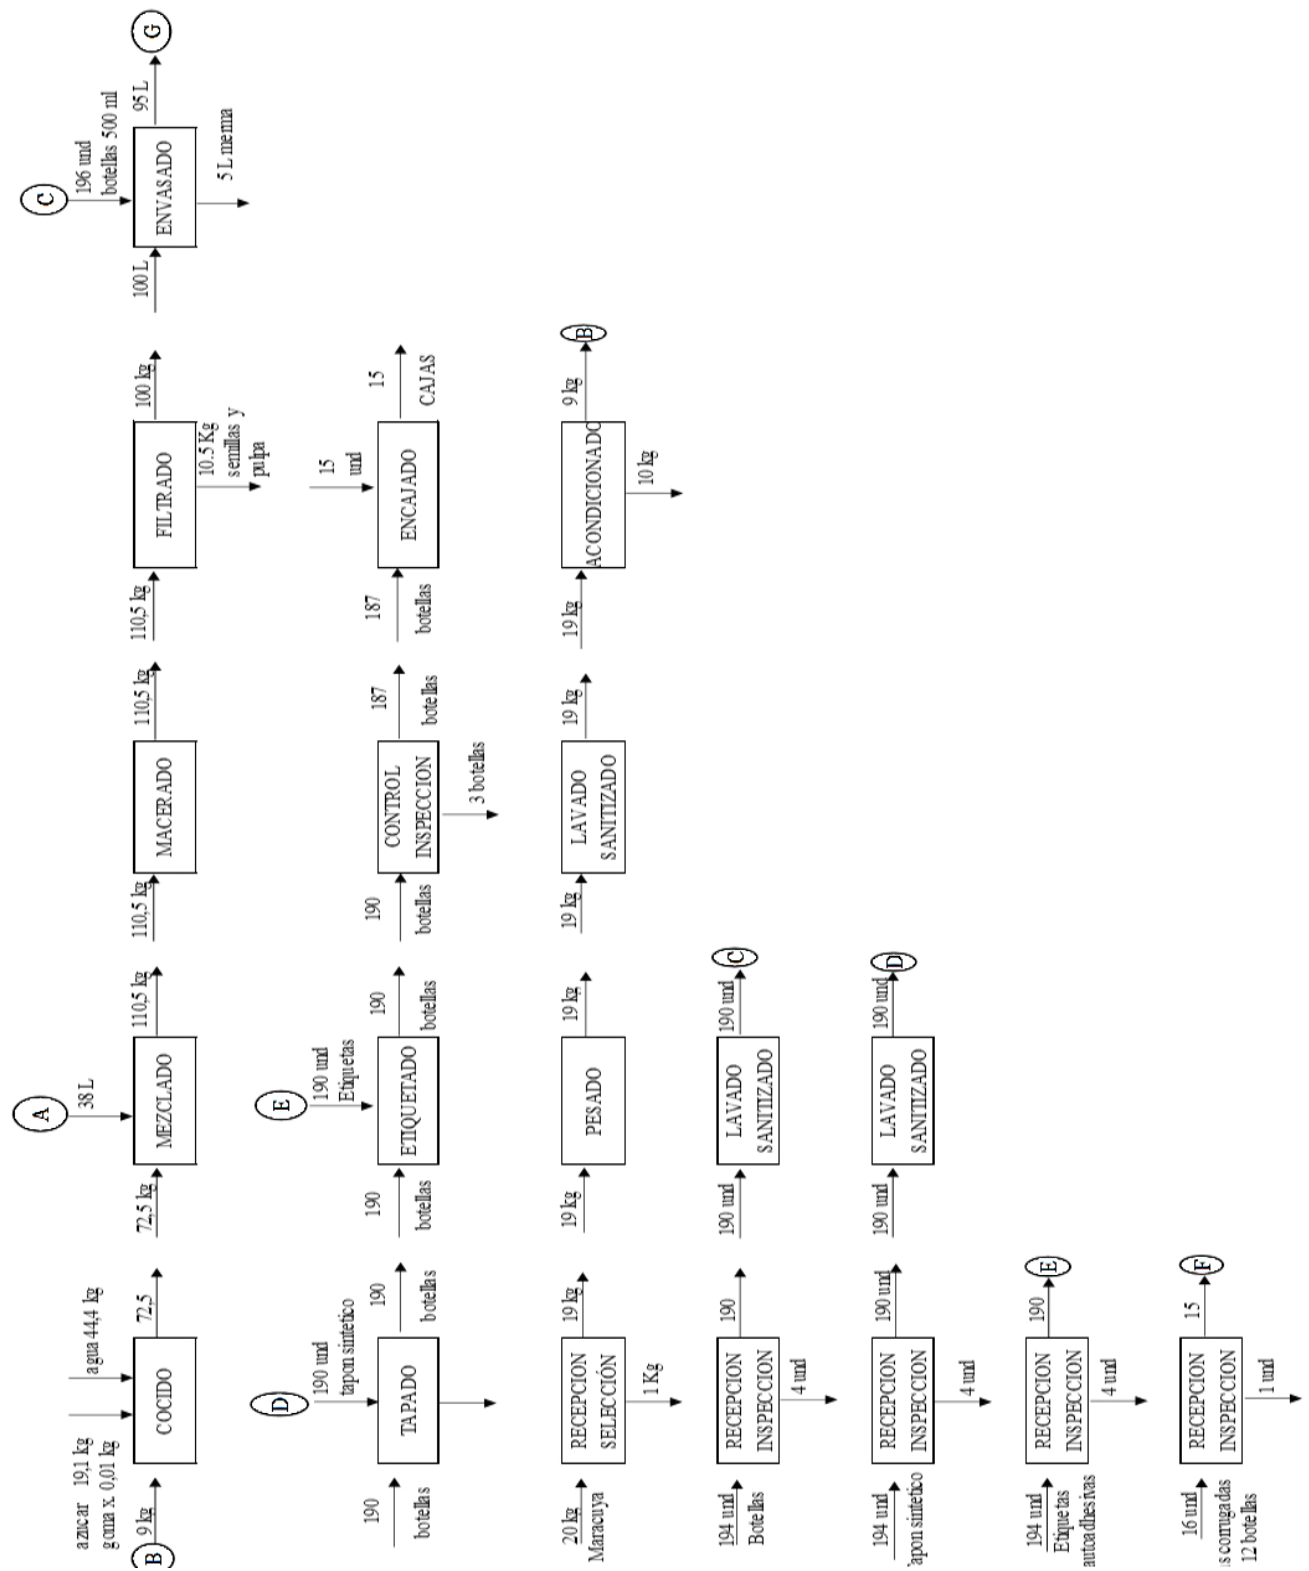 azucar 19,1 kg
goma x. 0,01 kg
agua 44,4 kg
B
9 kg
COCIDO
72,5
72,5 kg
A
38 L
MEZCLADO
110,5 kg
110,5 kg
MACERADO
110,5 kg
110,5 kg
FILTRADO
100 kg
10.5 Kg
semillas y
pulpa
100 L
C
196 und
botellas 500 ml
ENVASADO
95 L
G
5 L merma
190
botellas
D
190 und
tapon sintetico
TAPADO
190
botellas
190
botellas
E
190 und
Etiquetas
ETIQUETADO
190
botellas
190
botellas
CONTROL
INSPECCION
187
botellas
3 botellas
187
botellas
15
und
ENCAJADO
15
CAJAS
20 kg
Maracuya
RECEPCION
SELECCIÓN
19 kg
1 Kg
19 kg
PESADO
19 kg
19 kg
LAVADO
SANITIZADO
19 kg
19 kg
ACONDICIONADO
9 kg
B
10 kg
194 und
Botellas
RECEPCION
INSPECCION
190
4 und
190 und
LAVADO
SANITIZADO
190 und
C
194 und
apon sintetico
RECEPCION
INSPECCION
190 und
4 und
190 und
LAVADO
SANITIZADO
190 und
D
194 und
Etiquetas
autoadhesivas
RECEPCION
INSPECCION
190
E
4 und
16 und
s corrugadas
12 botellas
RECEPCION
INSPECCION
15
F
1 und